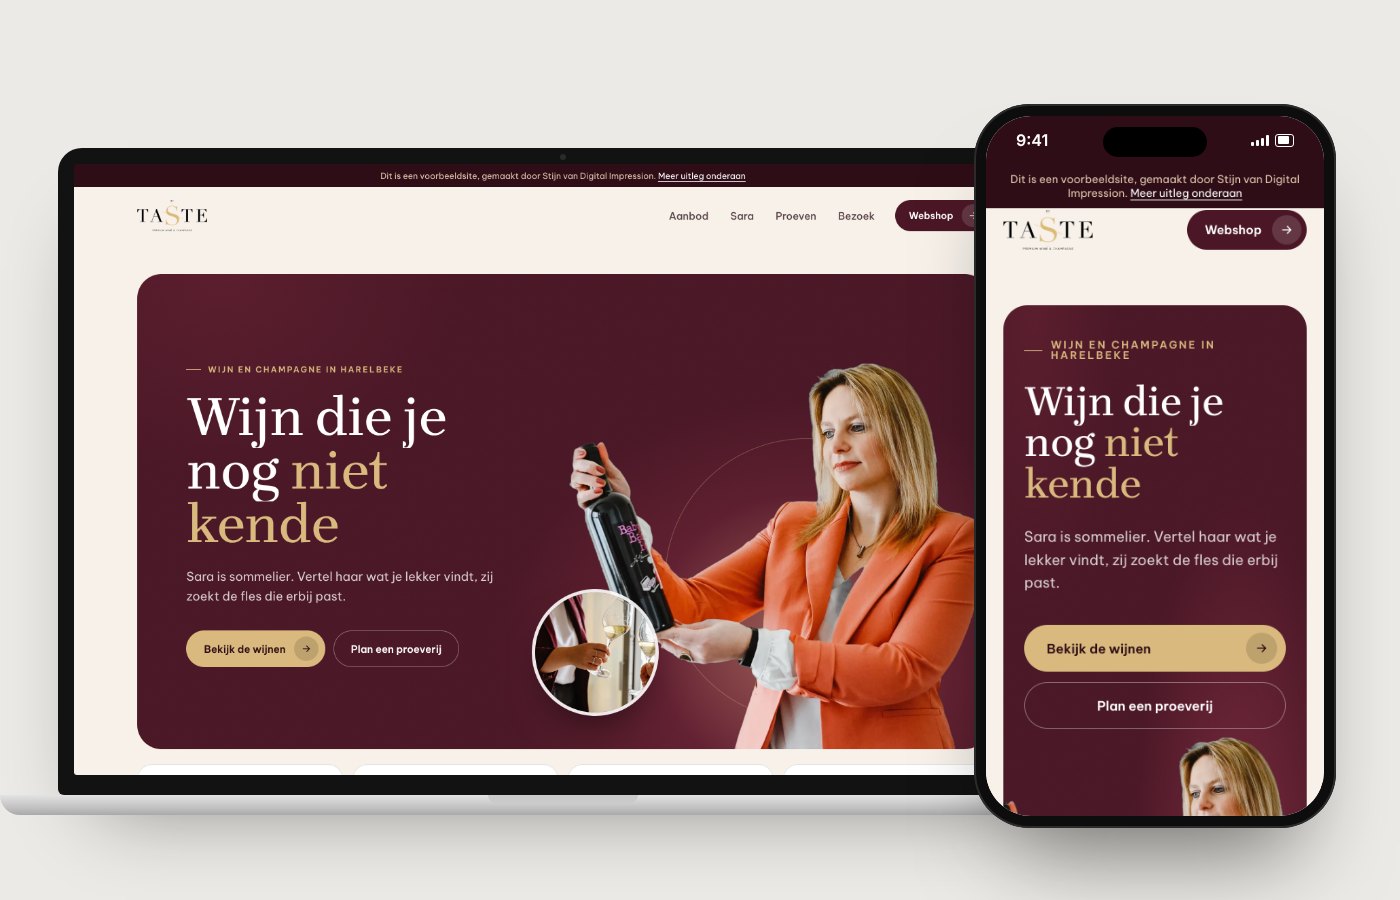 Dit is een voorbeeldsite, gemaakt door Stijn van Digital Impression. Meer uitleg onderaan
TASTE
Aanbod
Sara
Proeven
Bezoek
Webshop
WIJN EN CHAMPAGNE IN HARELBEKE
Wijn die je
nog niet
kende
Sara is sommelier. Vertel haar wat je lekker vindt, zij
zoekt de fles die erbij past.
Bekijk de wijnen
Plan een proeverij
9:41
Dit is een voorbeeldsite, gemaakt door Stijn van Digital
Impression. Meer uitleg onderaan
TASTE
Webshop
WIJN EN CHAMPAGNE IN
HARELBEKE
Wijn die je
nog niet
kende
Sara is sommelier. Vertel haar wat je
lekker vindt, zij zoekt de fles die erbij
past.
Bekijk de wijnen
Plan een proeverij